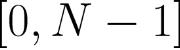 [0, N − 1]